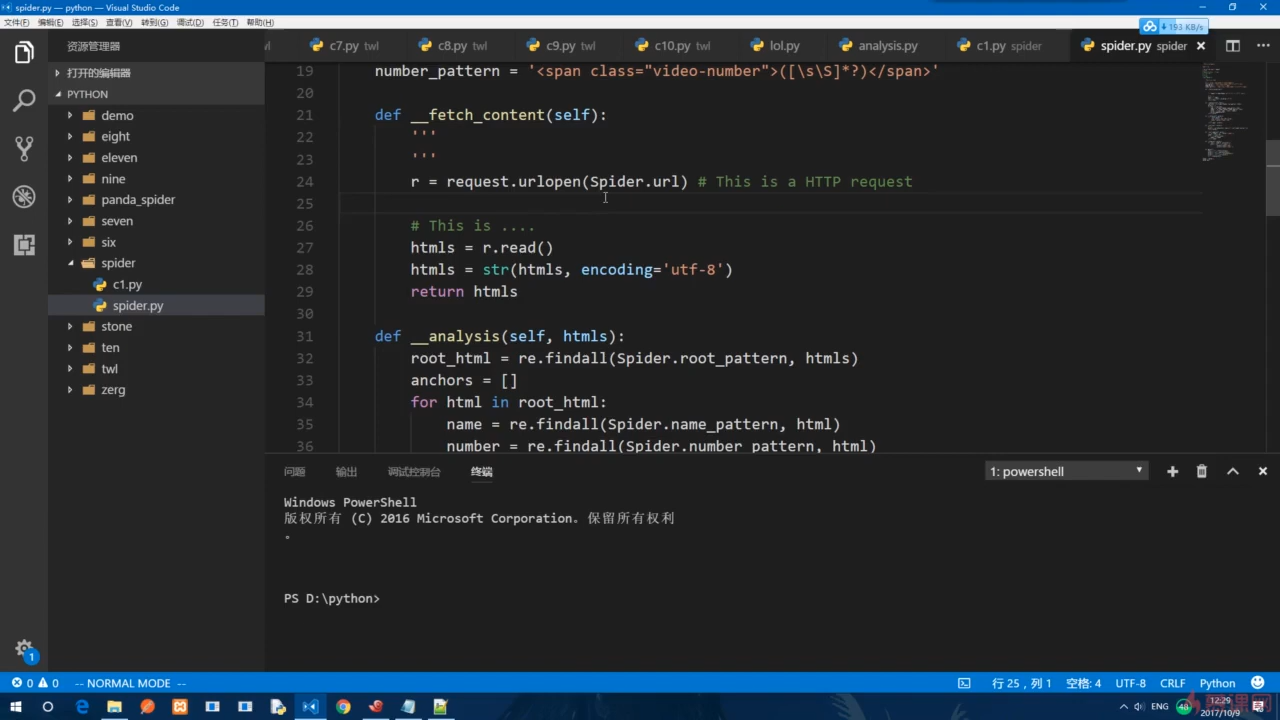 spider.py — python — Visual Studio Code
文件(F) 编辑(E) 选择(S) 查看(V) 转到(G) 调试(D) 任务(T) 帮助(H)
193 KB/s
资源管理器
c7.py twl c8.py twl c9.py twl c10.py twl lol.py analysis.py c1.py spider spider.py spider
打开的编辑器
PYTHON
demo
eight
eleven
nine
panda_spider
seven
six
spider
c1.py
spider.py
stone
ten
twl
zerg
19 number_pattern = '<span class="video-number">([\s\S]*?)</span>'
20
21 def __fetch_content(self):
22 '''
23 '''
24 r = request.urlopen(Spider.url) # This is a HTTP request
25
26 # This is ....
27 htmls = r.read()
28 htmls = str(htmls, encoding='utf-8')
29 return htmls
30
31 def __analysis(self, htmls):
32 root_html = re.findall(Spider.root_pattern, htmls)
33 anchors = []
34 for html in root_html:
35 name = re.findall(Spider.name_pattern, html)
36 number = re.findall(Spider.number_pattern, html)
问题 输出 调试控制台 终端 1: powershell
Windows PowerShell
版权所有 (C) 2016 Microsoft Corporation。保留所有权利
。
PS D:\python>
1
0 0 -- NORMAL MODE -- 行 25，列 1 空格: 4 UTF-8 CRLF Python
ENG 48 12:29
2017/10/9